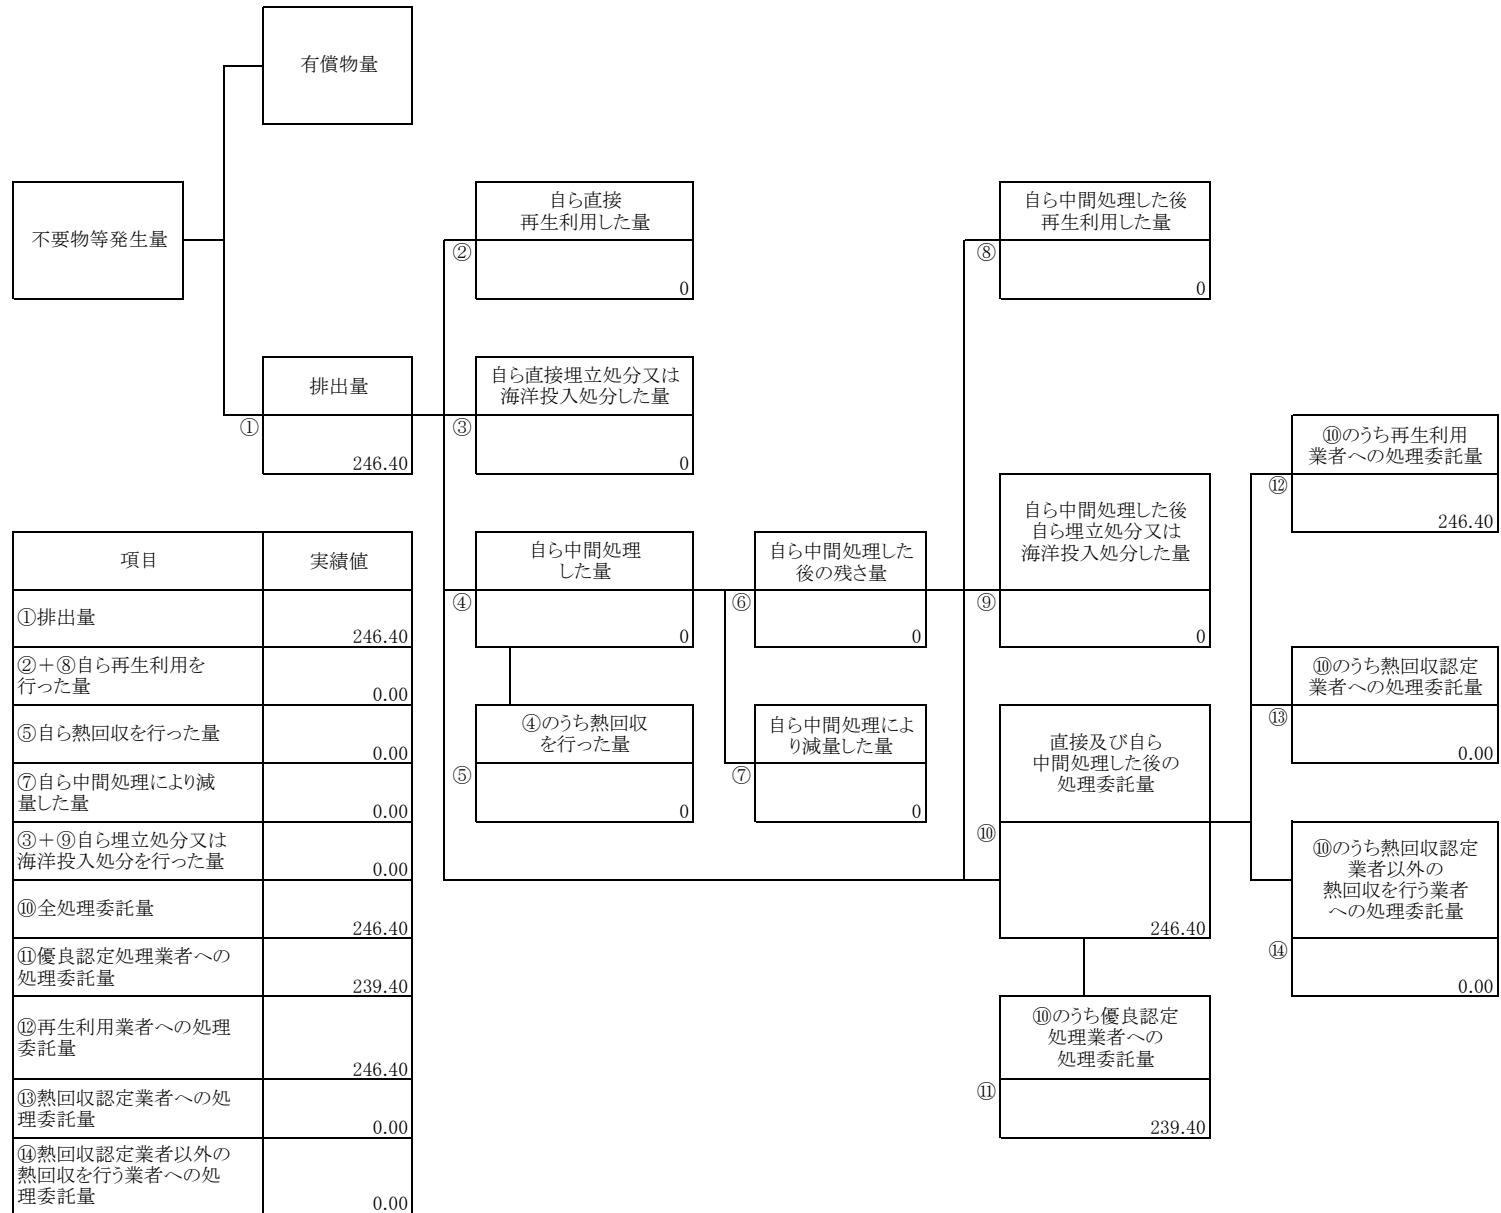 有償物量
不要物等発生量
自ら直接
再生利用した量
②
0
自ら中間処理した後
再生利用した量
⑧
0
排出量
①
246.40
自ら直接埋立処分又は
海洋投入処分した量
③
0
⑩のうち再生利用
業者への処理委託量
⑫
246.40
自ら中間処理
した量
④
0
自ら中間処理した
後の残さ量
⑥
0
自ら中間処理した後
自ら埋立処分又は
海洋投入処分した量
⑨
0
⑩のうち熱回収認定
業者への処理委託量
⑬
0.00
④のうち熱回収
を行った量
⑤
0
自ら中間処理によ
り減量した量
⑦
0
直接及び自ら
中間処理した後の
処理委託量
⑩
246.40
⑩のうち熱回収認定
業者以外の
熱回収を行う業者
への処理委託量
⑭
0.00
⑩のうち優良認定
処理業者への
処理委託量
⑪
239.40
項目
実績値
①排出量
246.40
②＋⑧自ら再生利用を
行った量
0.00
⑤自ら熱回収を行った量
0.00
⑦自ら中間処理により減
量した量
0.00
③＋⑨自ら埋立処分又は
海洋投入処分を行った量
0.00
⑩全処理委託量
246.40
⑪優良認定処理業者への
処理委託量
239.40
⑫再生利用業者への処理
委託量
246.40
⑬熱回収認定業者への処
理委託量
0.00
⑭熱回収認定業者以外の
熱回収を行う業者への処
理委託量
0.00